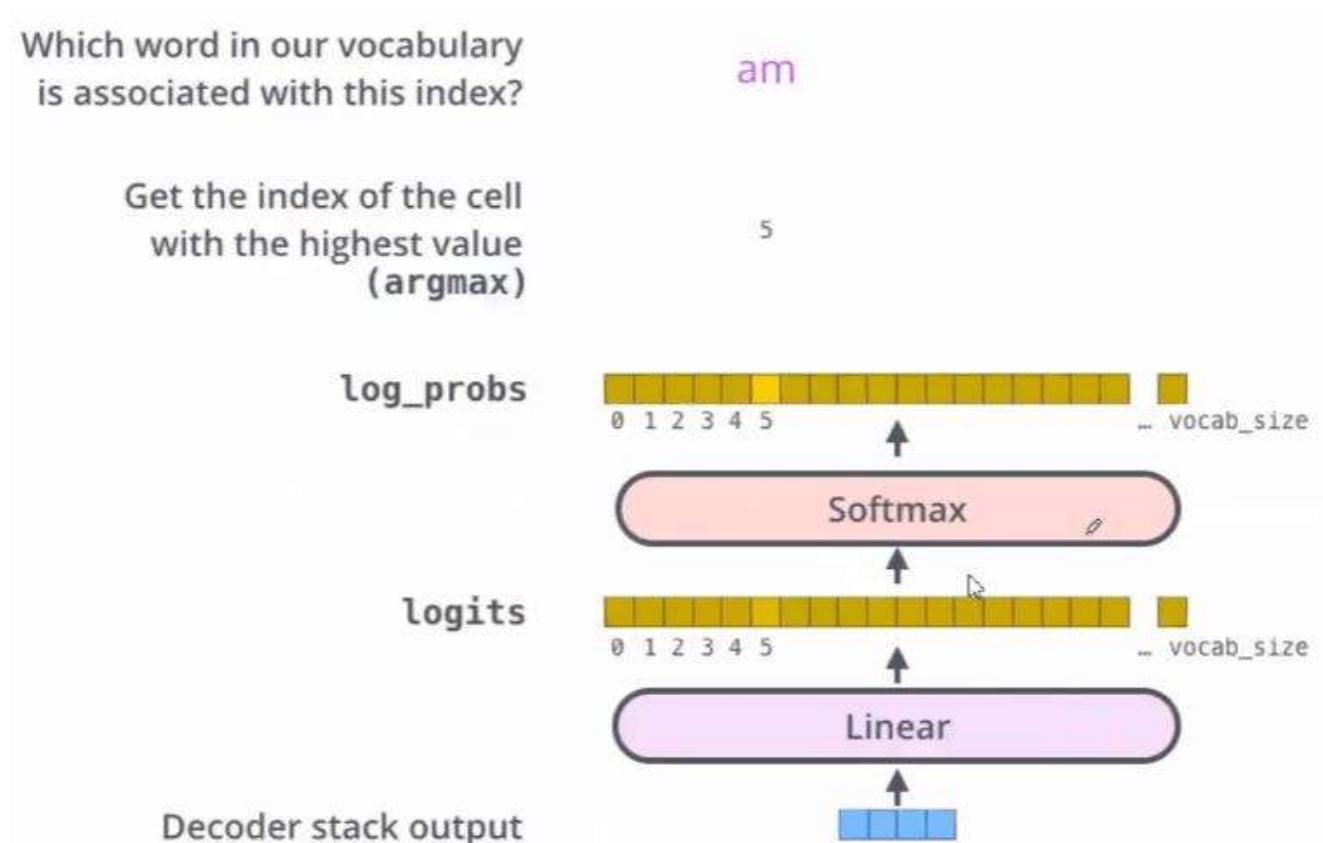 Which word in our vocabulary
is associated with this index?
am
Get the index of the cell
with the highest value
(argmax)
5
log_probs
0 1 2 3 4 5 … vocab_size
Softmax
logits
0 1 2 3 4 5 … vocab_size
Linear
Decoder stack output